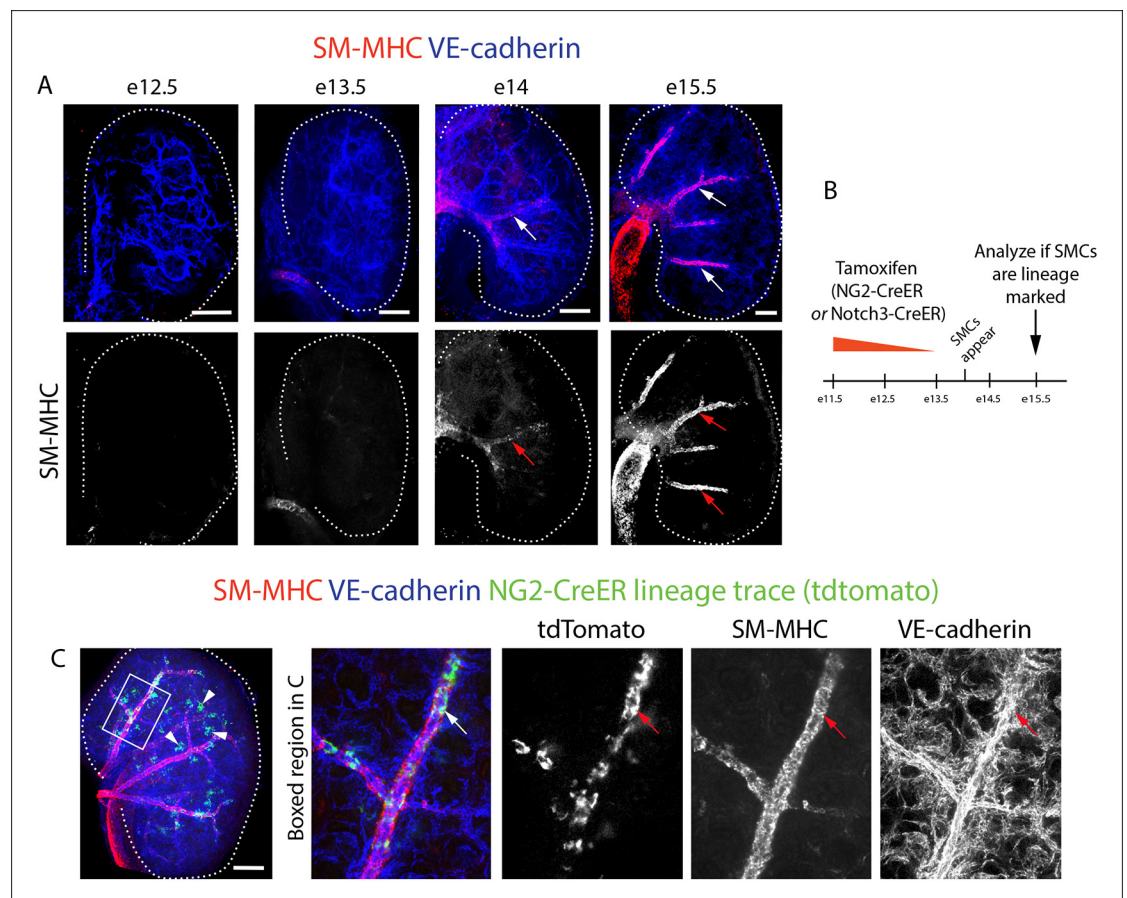 SM-MHC VE-cadherin
A
e12.5
e13.5
e14
e15.5
SM-MHC
B
Analyze if SMCs
are lineage
marked
Tamoxifen
(NG2-CreER
or Notch3-CreER)
SMCs
appear
e11.5
e12.5
e13.5
e14.5
e15.5
SM-MHC VE-cadherin NG2-CreER lineage trace (tdtomato)
C
Boxed region in C
tdTomato
SM-MHC
VE-cadherin